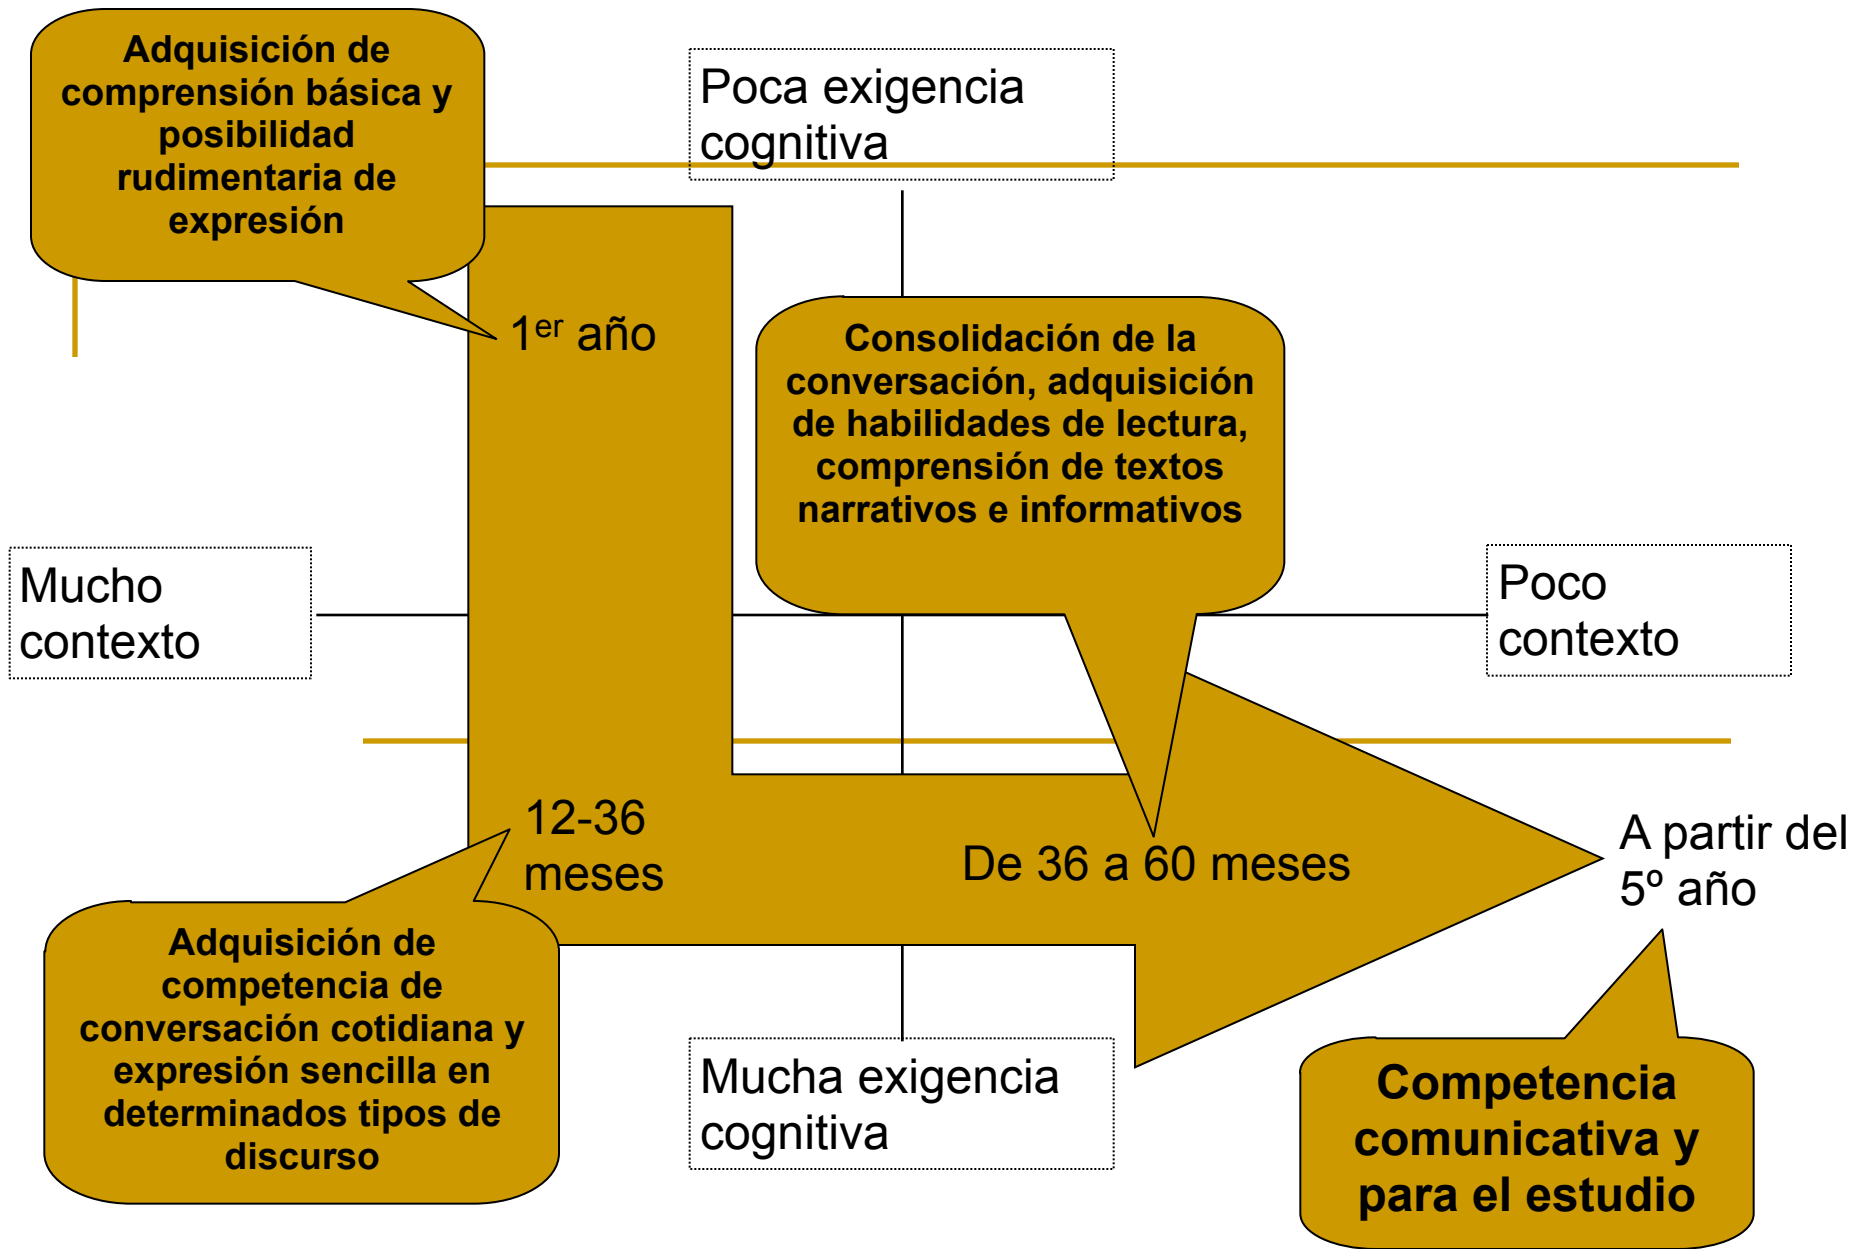 Adquisición de
comprensión básica y
posibilidad
rudimentaria de
expresión
Poca exigencia
cognitiva
1er año
Consolidación de la
conversación, adquisición
de habilidades de lectura,
comprensión de textos
narrativos e informativos
Mucho
contexto
Poco
contexto
12-36
meses
De 36 a 60 meses
A partir del
5º año
Adquisición de
competencia de
conversación cotidiana y
expresión sencilla en
determinados tipos de
discurso
Mucha exigencia
cognitiva
Competencia
comunicativa y
para el estudio